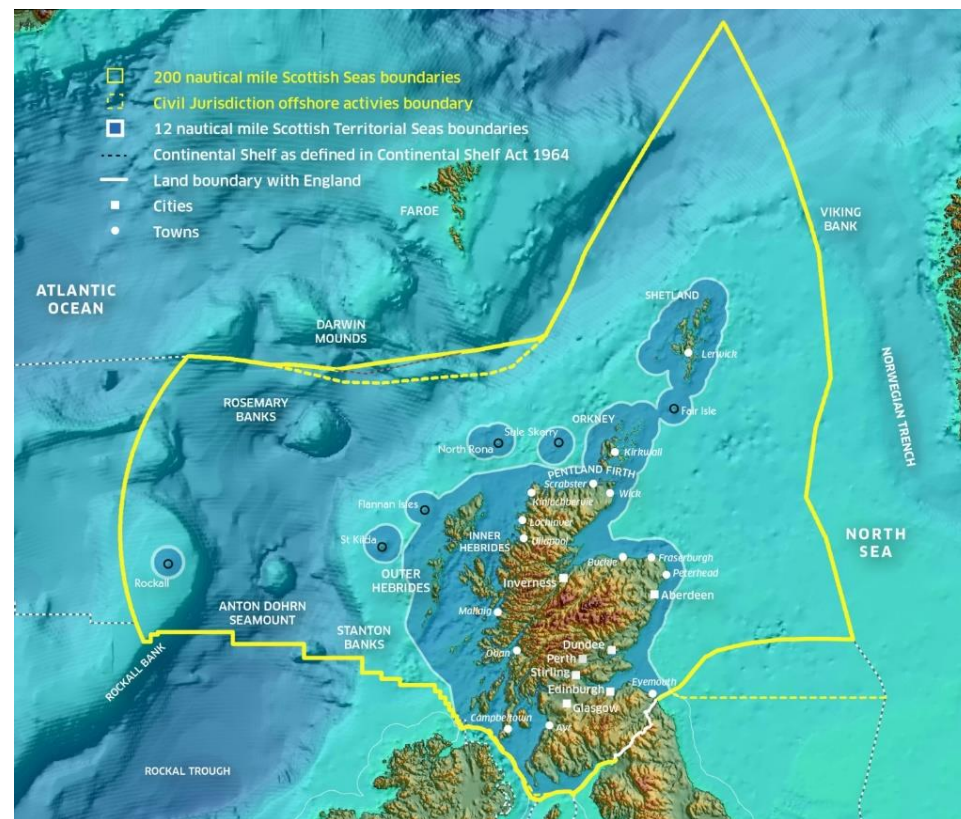 200 nautical mile Scottish Seas boundaries
Civil Jurisdiction offshore activies boundary
12 nautical mile Scottish Territorial Seas boundaries
Continental Shelf as defined in Continental Shelf Act 1964
Land boundary with England
Cities
Towns
FAROE
VIKING
BANK
ATLANTIC
OCEAN
SHETLAND
DARWIN
MOUNDS
Lerwick
NORWEGIAN TRENCH
ROSEMARY
BANKS
Fair Isle
ORKNEY
Sule Skerry
North Rona
Kirkwall
PENTLAND FIRTH
Scrabster
Wick
Kinlochbervie
Flannan Isles
Lochinver
Ullapool
INNER
HEBRIDES
St Kilda
NORTH
SEA
OUTER
HEBRIDES
Buckie
Fraserburgh
Peterhead
Rockall
Inverness
Aberdeen
ANTON DOHRN
SEAMOUNT
Mallaig
STANTON
BANKS
Dundee
Oban
Perth
ROCKALL BANK
Stirling
Eyemouth
Edinburgh
Glasgow
Campbeltown
Ayr
ROCKAL TROUGH